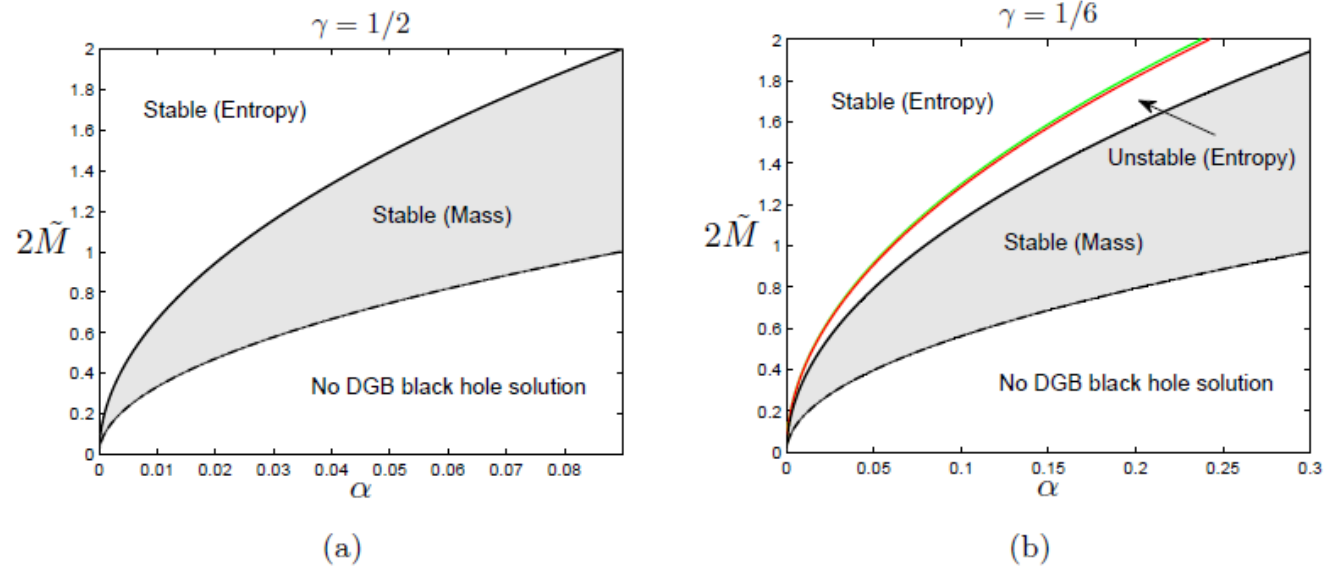 γ = 1/2
2
1.8
1.6
1.4
1.2
1
0.8
0.6
0.4
0.2
0
2M̃
Stable (Entropy)
Stable (Mass)
No DGB black hole solution
0 0.01 0.02 0.03 0.04 0.05 0.06 0.07 0.08
α
(a)
γ = 1/6
2
1.8
1.6
1.4
1.2
1
0.8
0.6
0.4
0.2
0
2M̃
Stable (Entropy)
Unstable (Entropy)
Stable (Mass)
No DGB black hole solution
0 0.05 0.1 0.15 0.2 0.25 0.3
α
(b)